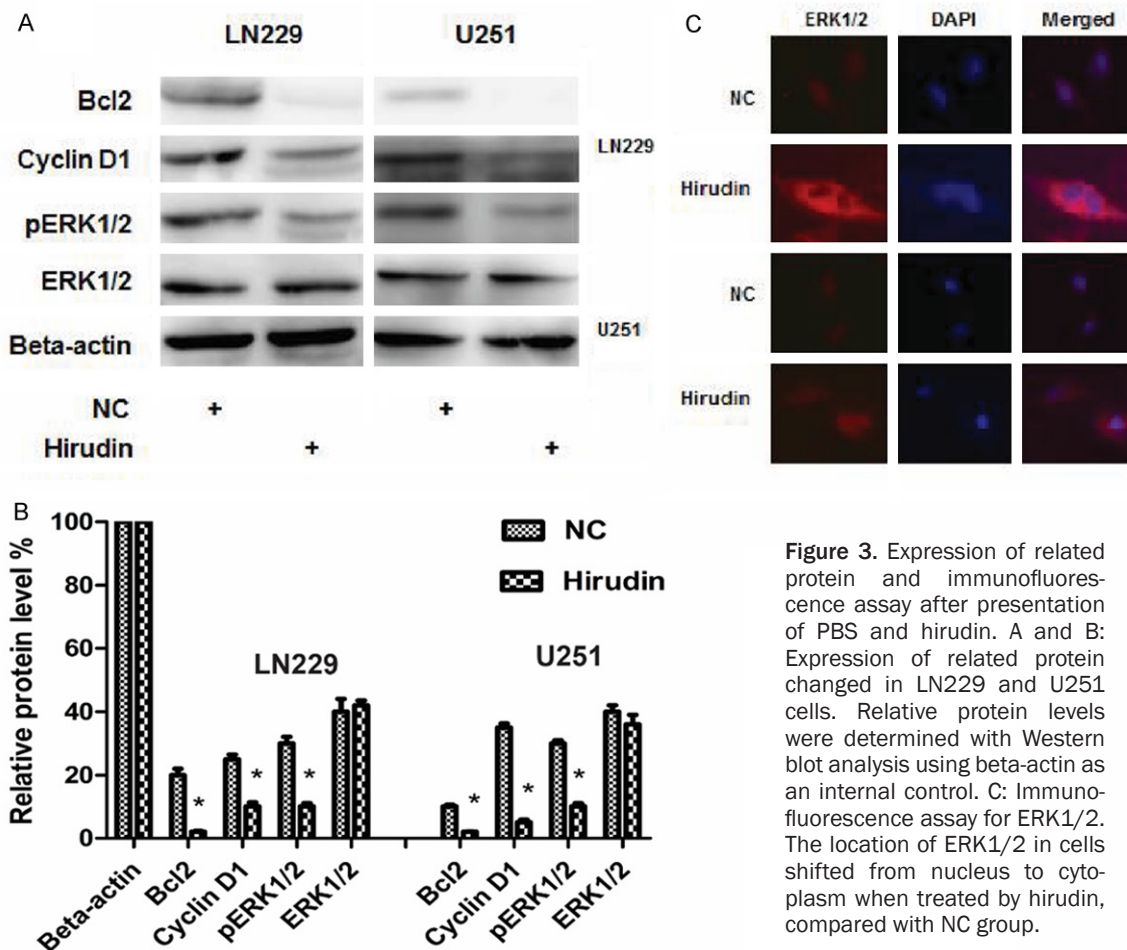 A
LN229 U251
Bcl2
Cyclin D1
pERK1/2
ERK1/2
Beta-actin
NC + +
Hirudin + +
C
ERK1/2 DAPI Merged
NC
Hirudin
LN229
NC
Hirudin
U251
B
Relative protein level %
100
80
60
40
20
0
NC
Hirudin
LN229
U251
* * * * * *
Beta-actin
Bcl2
Cyclin D1
pERK1/2
ERK1/2
Bcl2
Cyclin D1
pERK1/2
ERK1/2
Figure 3. Expression of related
protein and immunofluores-
cence assay after presentation
of PBS and hirudin. A and B:
Expression of related protein
changed in LN229 and U251
cells. Relative protein levels
were determined with Western
blot analysis using beta-actin as
an internal control. C: Immuno-
fluorescence assay for ERK1/2.
The location of ERK1/2 in cells
shifted from nucleus to cyto-
plasm when treated by hirudin,
compared with NC group.